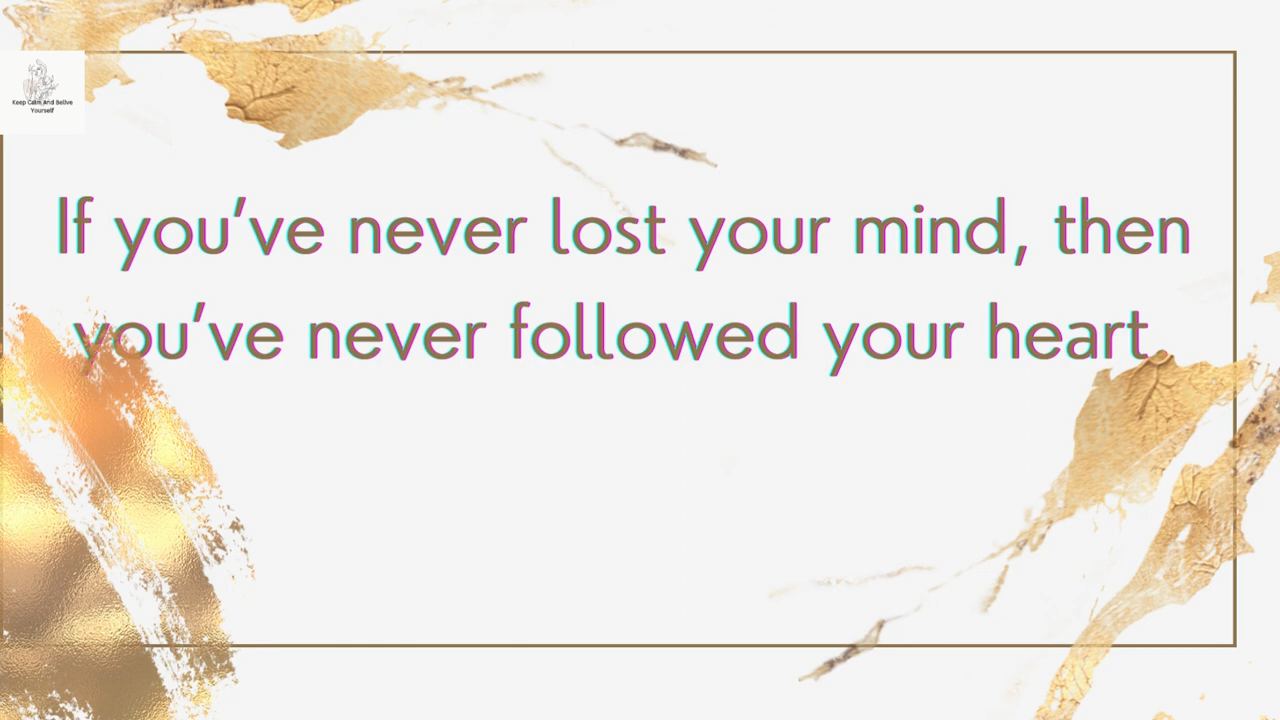 Keep Calm And Belive
Yourself
If you've never lost your mind, then
you've never followed your heart.